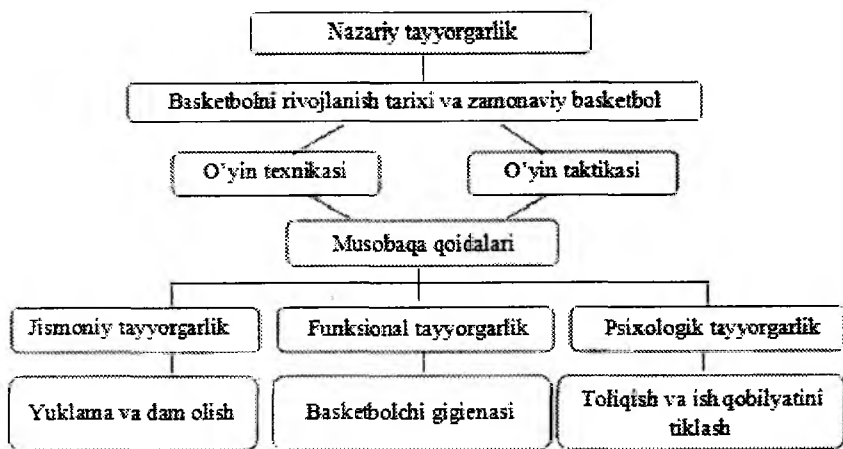 Nazariy tayyorgarlik
Basketbolni rivojlanish tarixi va zamonaviy basketbol
O'yin texnikasi
O'yin taktikasi
Musobaqa qoidalari
Jismoniy tayyorgarlik
Funksional tayyorgarlik
Psixologik tayyorgarlik
Yuklama va dam olish
Basketbolchi gigienasi
Toliqish va ish qobilyatini
tiklash